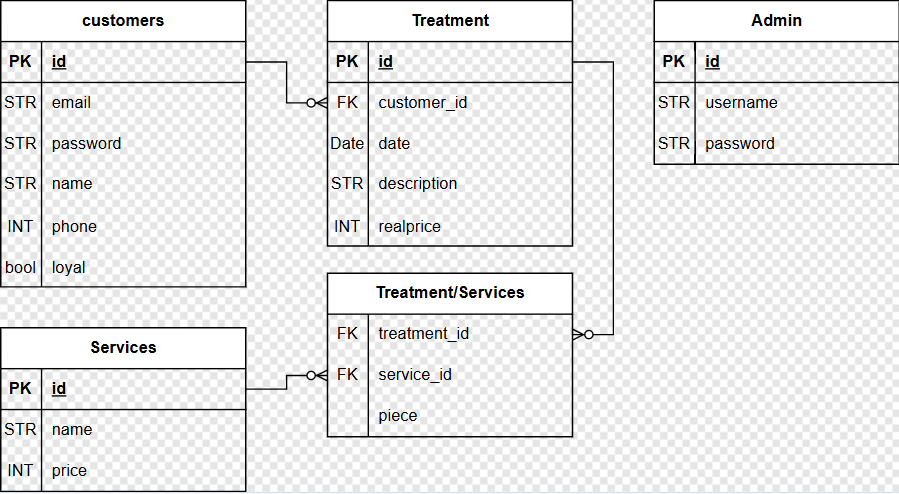 customers
PK id
STR email
STR password
STR name
INT phone
bool loyal
Treatment
PK id
FK customer_id
Date date
STR description
INT realprice
Admin
PK id
STR username
STR password
Treatment/Services
FK treatment_id
FK service_id
piece
Services
PK id
STR name
INT price